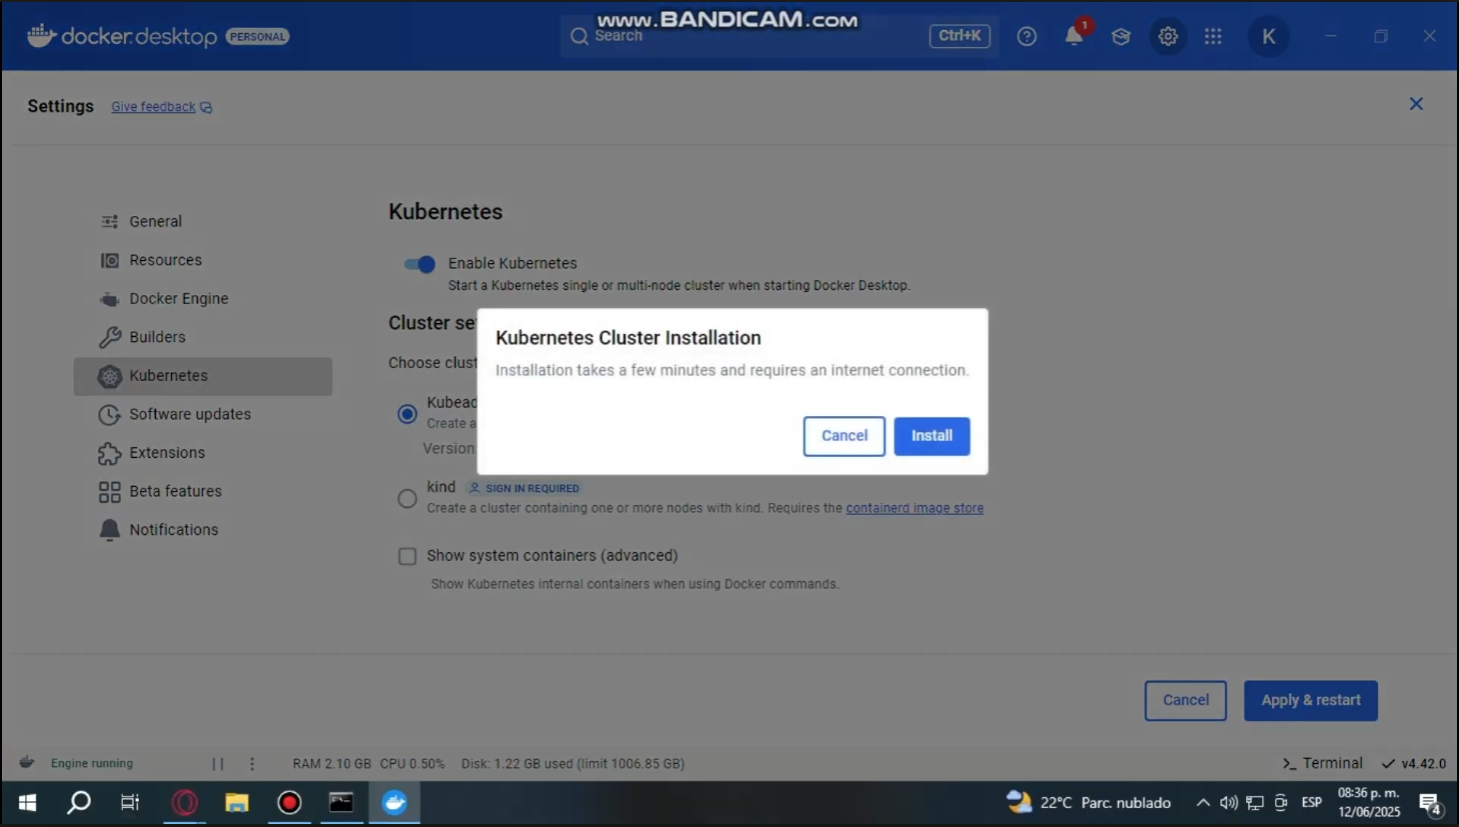 www.BANDICAM.com
docker.desktop PERSONAL
Search
Ctrl+K
1
K
Settings
Give feedback
Kubernetes
General
Enable Kubernetes
Resources
Start a Kubernetes single or multi-node cluster when starting Docker Desktop.
Docker Engine
Cluster se
Kubernetes Cluster Installation
Builders
Choose clust
Installation takes a few minutes and requires an internet connection.
Kubernetes
Kubead
Software updates
Create a
Cancel
Install
Version
Extensions
kind SIGN IN REQUIRED
Beta features
Create a cluster containing one or more nodes with kind. Requires the containerd image store
Notifications
Show system containers (advanced)
Show Kubernetes internal containers when using Docker commands.
Cancel
Apply & restart
Engine running
RAM 2.10 GB CPU 0.50% Disk: 1.22 GB used (limit 1006.85 GB)
Terminal
v4.42.0
22°C Parc. nublado
ESP
08:36 p. m.
12/06/2025
4